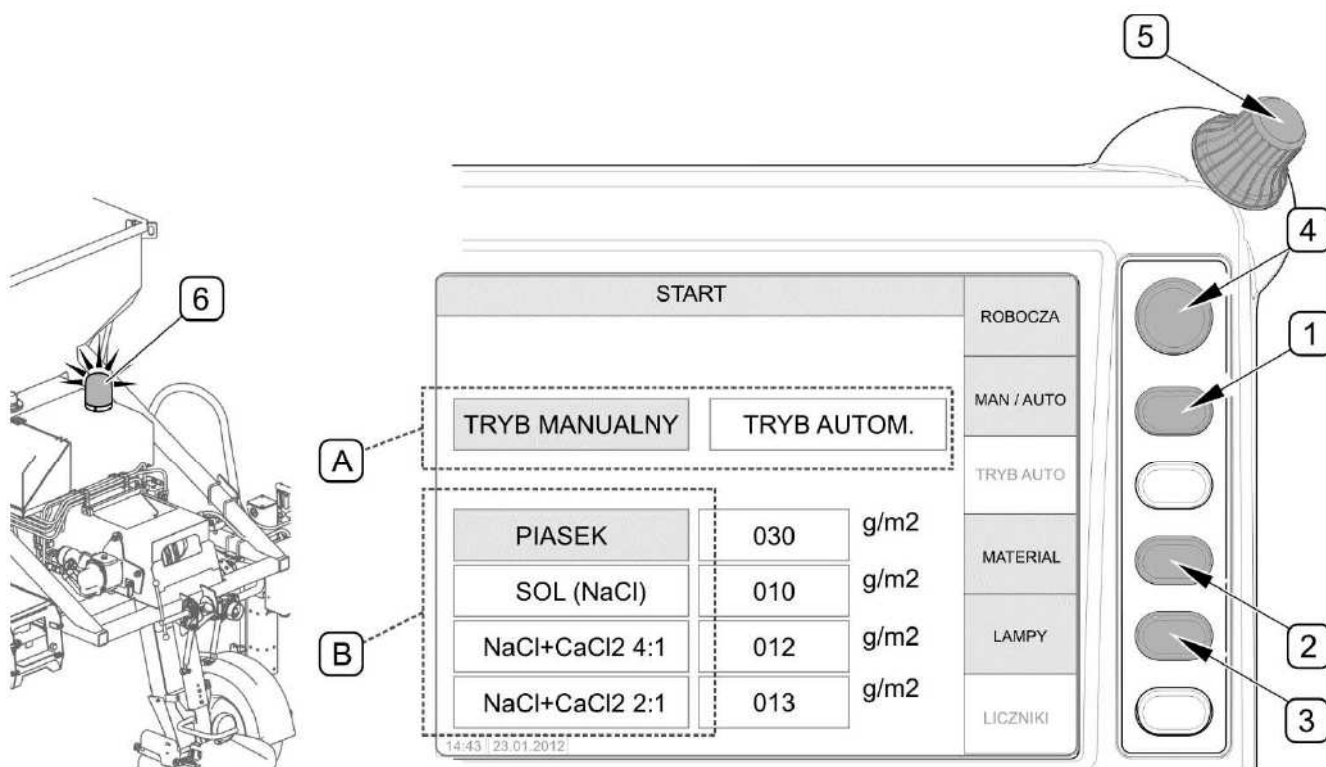 5
4
6
START
ROBOCZA
1
MAN / AUTO
TRYB MANUALNY TRYB AUTOM.
A
TRYB AUTO
PIASEK 030 g/m2
MATERIAL
SOL (NaCl) 010 g/m2
LAMPY
NaCl+CaCl2 4:1 012 g/m2
B
2
NaCl+CaCl2 2:1 013 g/m2
LICZNIKI
3
14:43 23.01.2012